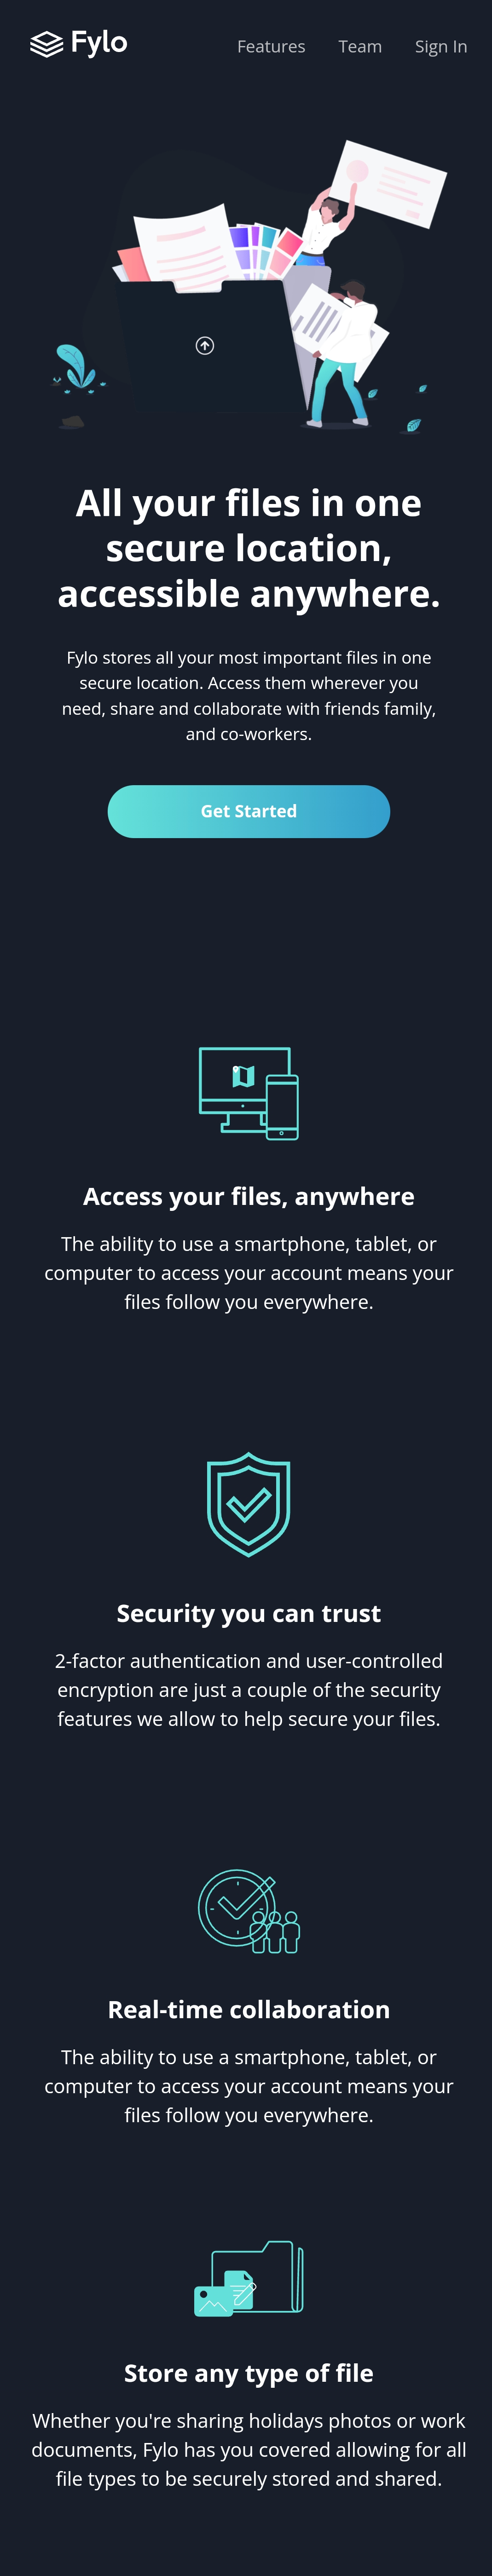 Fylo
Features Team Sign In
All your files in one
secure location,
accessible anywhere.
Fylo stores all your most important files in one
secure location. Access them wherever you
need, share and collaborate with friends family,
and co-workers.
Get Started
Access your files, anywhere
The ability to use a smartphone, tablet, or
computer to access your account means your
files follow you everywhere.
Security you can trust
2-factor authentication and user-controlled
encryption are just a couple of the security
features we allow to help secure your files.
Real-time collaboration
The ability to use a smartphone, tablet, or
computer to access your account means your
files follow you everywhere.
Store any type of file
Whether you're sharing holidays photos or work
documents, Fylo has you covered allowing for all
file types to be securely stored and shared.